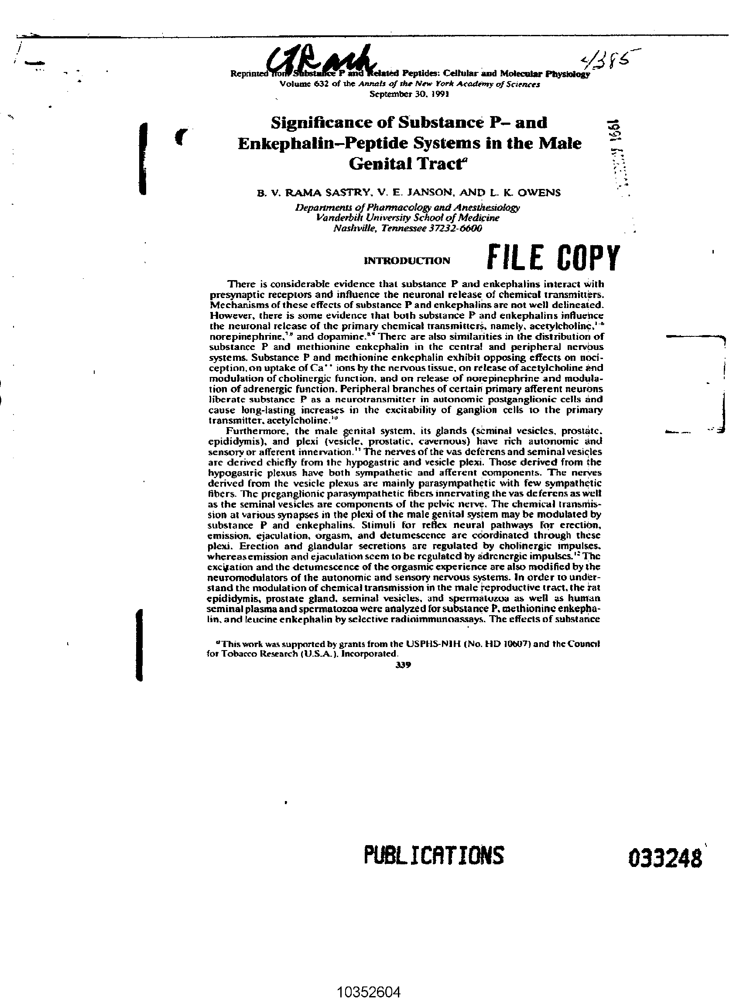 4385
Reprinted from Substance P and Related Peptides: Cellular and Molecular Physiology
Volume 632 of the Annals of the New York Academy of Sciences
September 30, 1991
Significance of Substance P– and
Enkephalin–Peptide Systems in the Male
Genital Tractᵃ
1991
B. V. RAMA SASTRY, V. E. JANSON, AND L. K. OWENS
Departments of Pharmacology and Anesthesiology
Vanderbilt University School of Medicine
Nashville, Tennessee 37232-6600
FILE COPY
INTRODUCTION
There is considerable evidence that substance P and enkephalins interact with
presynaptic receptors and influence the neuronal release of chemical transmitters.
Mechanisms of these effects of substance P and enkephalins are not well delineated.
However, there is some evidence that both substance P and enkephalins influence
the neuronal release of the primary chemical transmitters, namely, acetylcholine,
norepinephrine, and dopamine. There are also similarities in the distribution of
substance P and methionine enkephalin in the central and peripheral nervous
systems. Substance P and methionine enkephalin exhibit opposing effects on noci-
ception, on uptake of Ca⁺⁺ ions by the nervous tissue, on release of acetylcholine and
modulation of cholinergic function, and on release of norepinephrine and modula-
tion of adrenergic function. Peripheral branches of certain primary afferent neurons
liberate substance P as a neurotransmitter in autonomic postganglionic cells and
cause long-lasting increases in the excitability of ganglion cells to the primary
transmitter, acetylcholine.¹⁰
Furthermore, the male genital system, its glands (seminal vesicles, prostate,
epididymis), and plexi (vesicle, prostatic, cavernous) have rich autonomic and
sensory or afferent innervation.¹¹ The nerves of the vas deferens and seminal vesicles
are derived chiefly from the hypogastric and vesicle plexi. Those derived from the
hypogastric plexus have both sympathetic and afferent components. The nerves
derived from the vesicle plexus are mainly parasympathetic with few sympathetic
fibers. The preganglionic parasympathetic fibers innervating the vas deferens as well
as the seminal vesicles are components of the pelvic nerve. The chemical transmis-
sion at various synapses in the plexi of the male genital system may be modulated by
substance P and enkephalins. Stimuli for reflex neural pathways for erection,
emission, ejaculation, orgasm, and detumescence are coordinated through these
plexi. Erection and glandular secretions are regulated by cholinergic impulses,
whereas emission and ejaculation seem to be regulated by adrenergic impulses.¹² The
excitation and the detumescence of the orgasmic experience are also modified by the
neuromodulators of the autonomic and sensory nervous systems. In order to under-
stand the modulation of chemical transmission in the male reproductive tract, the rat
epididymis, prostate gland, seminal vesicles, and spermatozoa as well as human
seminal plasma and spermatozoa were analyzed for substance P, methionine enkepha-
lin, and leucine enkephalin by selective radioimmunoassays. The effects of substance
ᵃThis work was supported by grants from the USPHS-NIH (No. HD 10607) and the Council
for Tobacco Research (U.S.A.), Incorporated.
339
PUBLICATIONS
033248
10352604